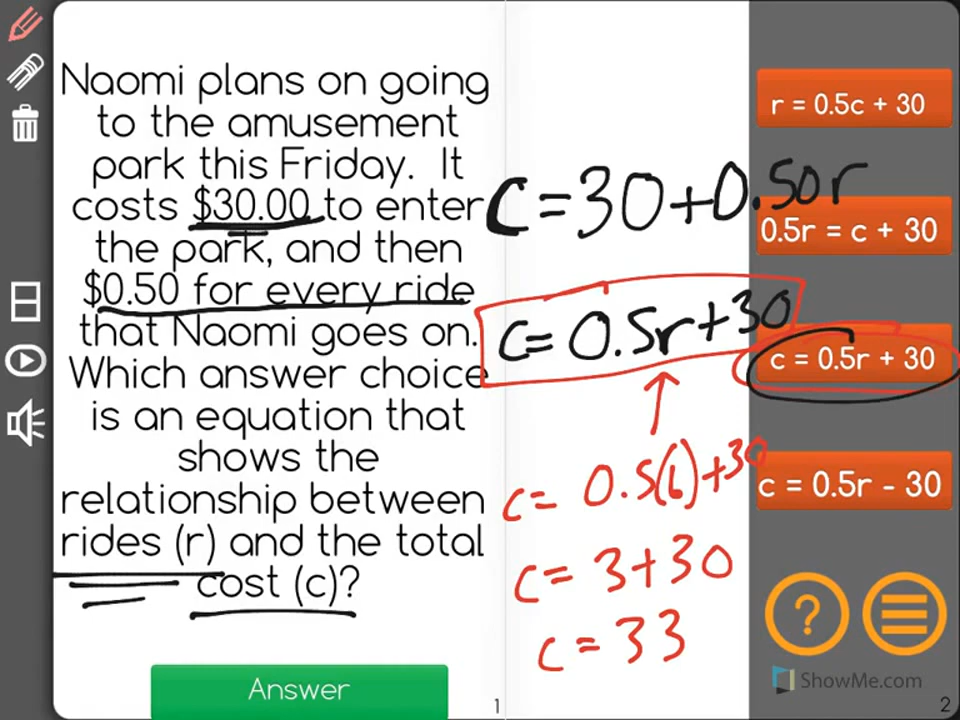 Naomi plans on going
to the amusement
park this Friday. It
costs $30.00 to enter
the park, and then
$0.50 for every ride
that Naomi goes on.
Which answer choice
is an equation that
shows the
relationship between
rides (r) and the total
cost (c)?
Answer
1
c = 30 + 0.50r
c = 0.5r + 30
c = 0.5(6) + 30
c = 3 + 30
c = 33
r = 0.5c + 30
0.5r = c + 30
c = 0.5r + 30
c = 0.5r - 30
?
ShowMe.com
2